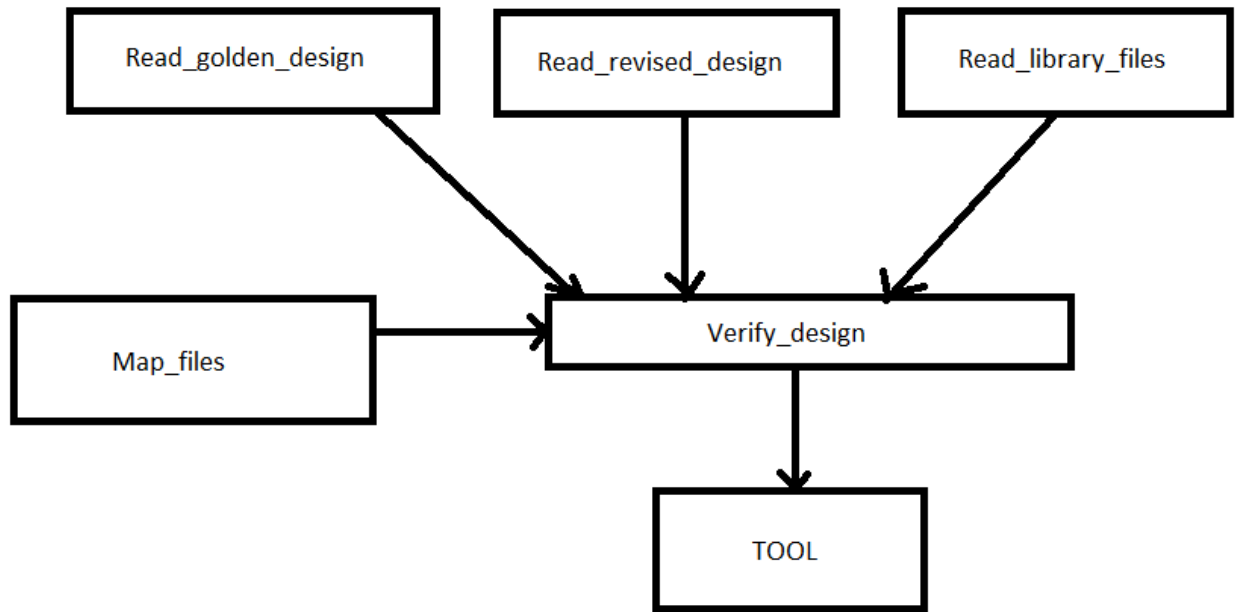 Read_golden_design
Read_revised_design
Read_library_files
Map_files
Verify_design
TOOL